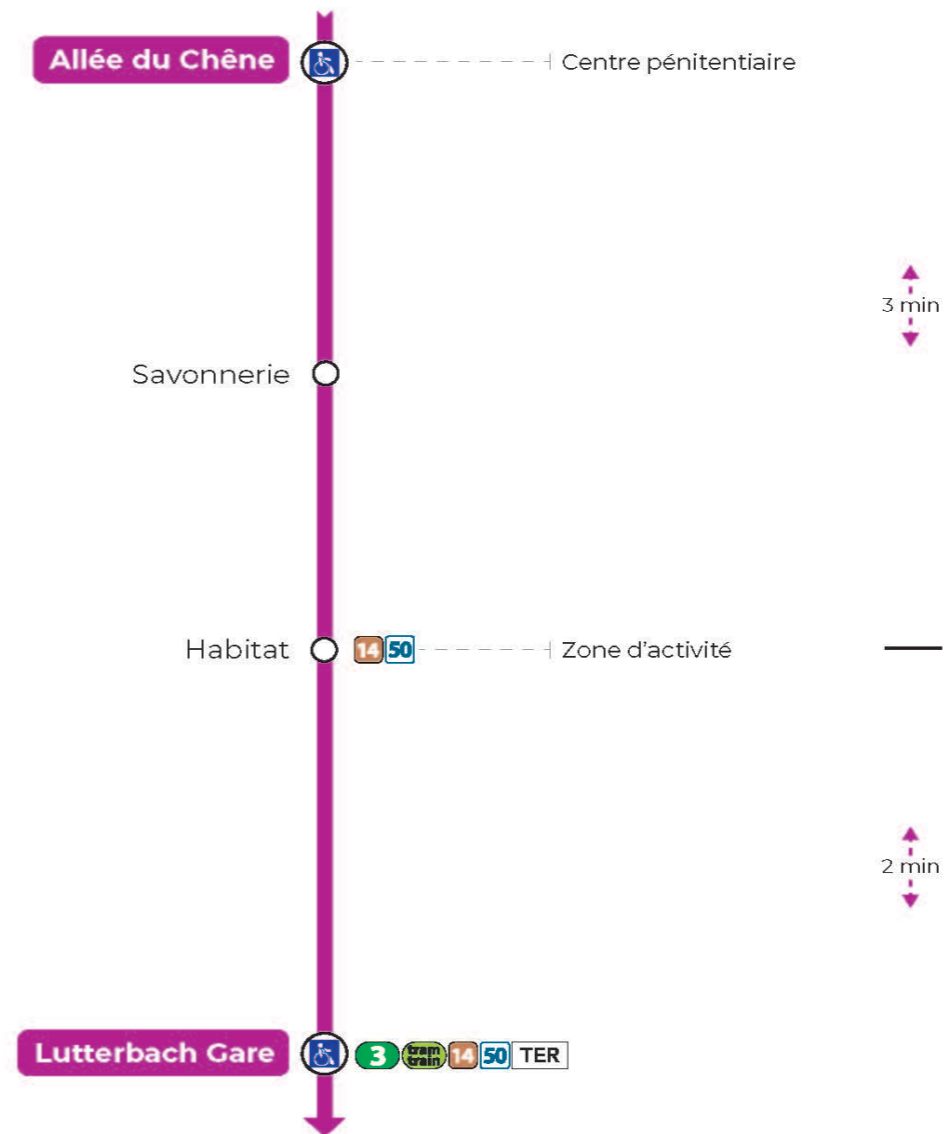 Allée du Chêne Centre pénitentiaire
3 min
Savonnerie
Habitat 14 50 Zone d'activité
2 min
Lutterbach Gare 3 tram train 14 50 TER